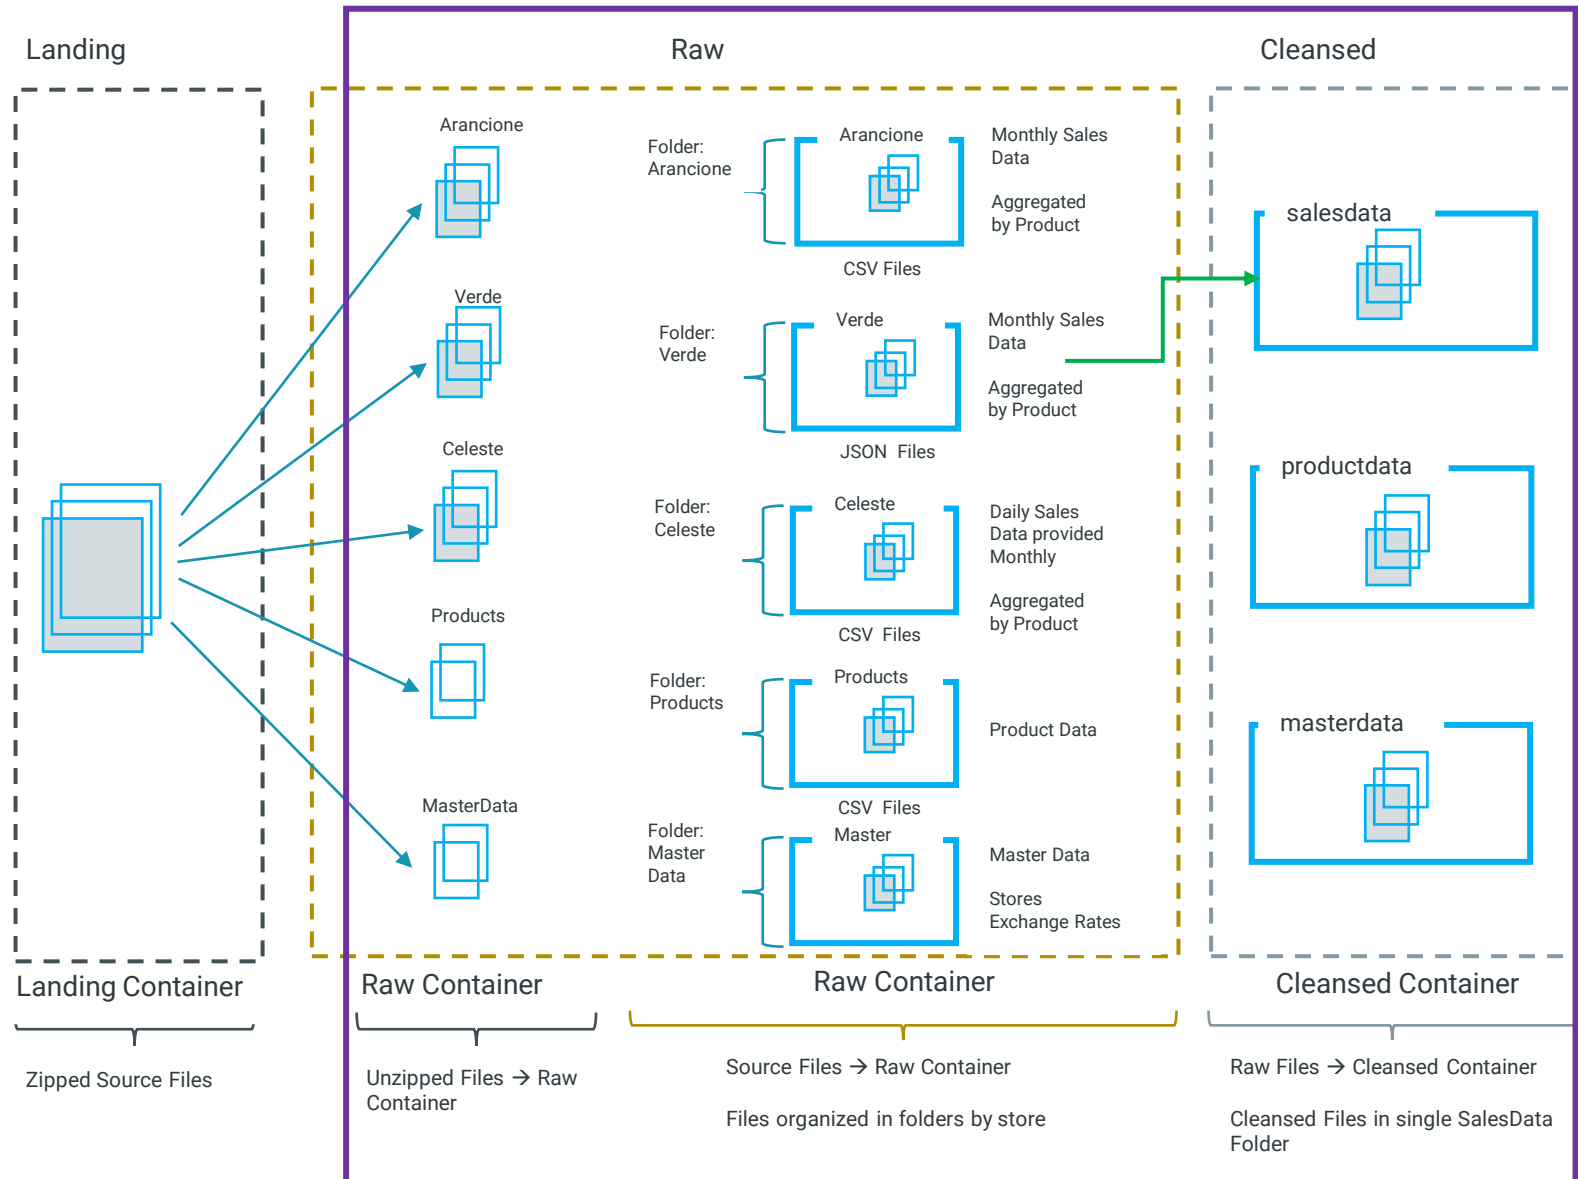 Landing
Raw
Cleansed
Arancione
Verde
Celeste
Products
MasterData
Folder:
Arancione
Arancione
CSV Files
Monthly Sales
Data
Aggregated
by Product
Folder:
Verde
Verde
JSON Files
Monthly Sales
Data
Aggregated
by Product
Folder:
Celeste
Celeste
CSV Files
Daily Sales
Data provided
Monthly
Aggregated
by Product
Folder:
Products
Products
CSV Files
Product Data
Folder:
Master
Data
Master
Master Data
Stores
Exchange Rates
salesdata
productdata
masterdata
Landing Container
Raw Container
Raw Container
Cleansed Container
Zipped Source Files
Unzipped Files → Raw
Container
Source Files → Raw Container
Files organized in folders by store
Raw Files → Cleansed Container
Cleansed Files in single SalesData
Folder